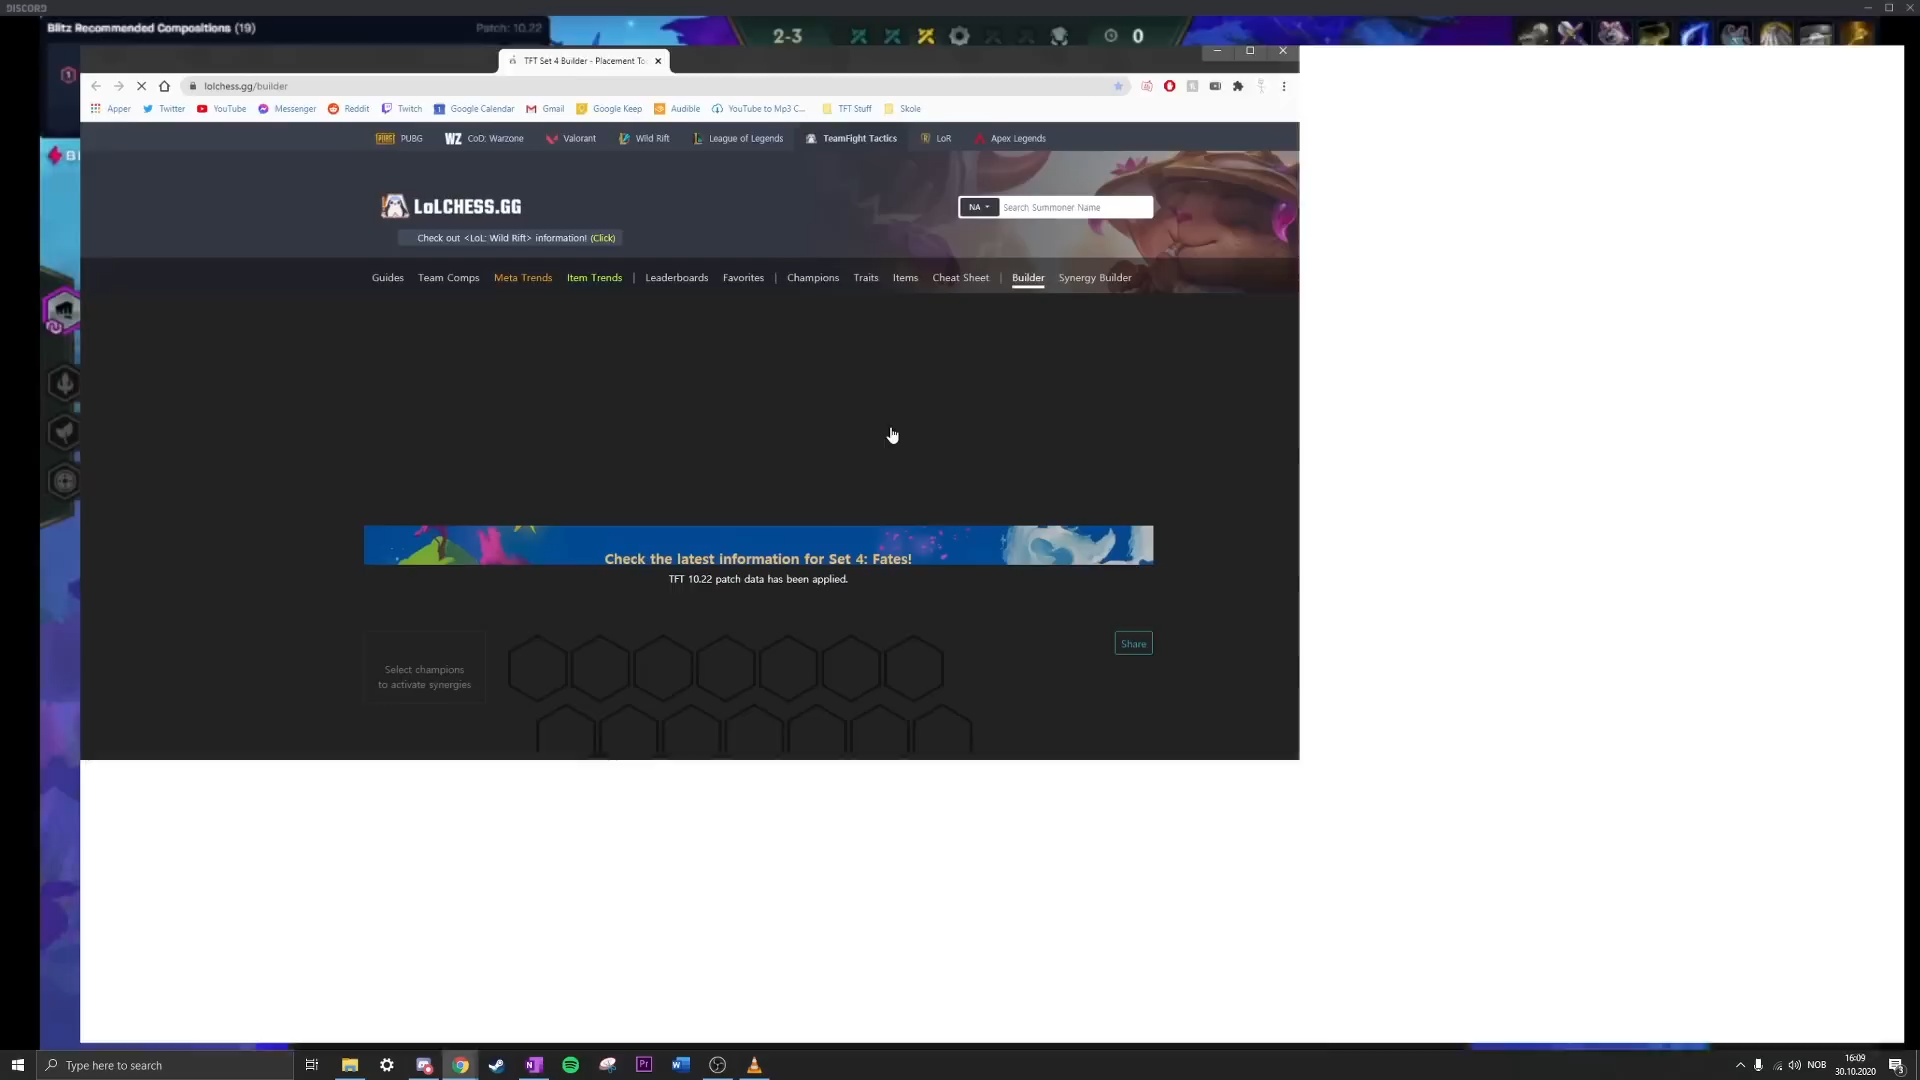 DISCORD
Blitz Recommended Compositions (19)
Patch: 10.22
2-3
0
TFT Set 4 Builder - Placement To
lolchess.gg/builder
Apper
Twitter
YouTube
Messenger
Reddit
Twitch
Google Calendar
Gmail
Google Keep
Audible
YouTube to Mp3 C...
TFT Stuff
Skole
PUBG
WZ CoD: Warzone
Valorant
Wild Rift
League of Legends
TeamFight Tactics
LoR
Apex Legends
LoLCHESS.GG
NA
Search Summoner Name
Check out <LoL: Wild Rift> information! (Click)
Guides
Team Comps
Meta Trends
Item Trends
|
Leaderboards
Favorites
|
Champions
Traits
Items
Cheat Sheet
|
Builder
Synergy Builder
Check the latest information for Set 4: Fates!
TFT 10.22 patch data has been applied.
Share
Select champions
to activate synergies
Type here to search
NOB
16:09
30.10.2020